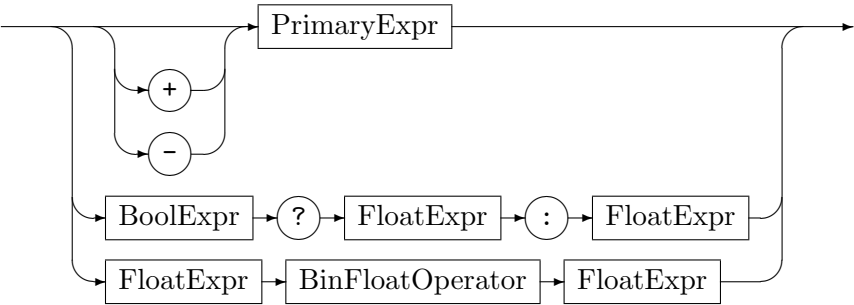 PrimaryExpr
+
-
BoolExpr ? FloatExpr : FloatExpr
FloatExpr BinFloatOperator FloatExpr